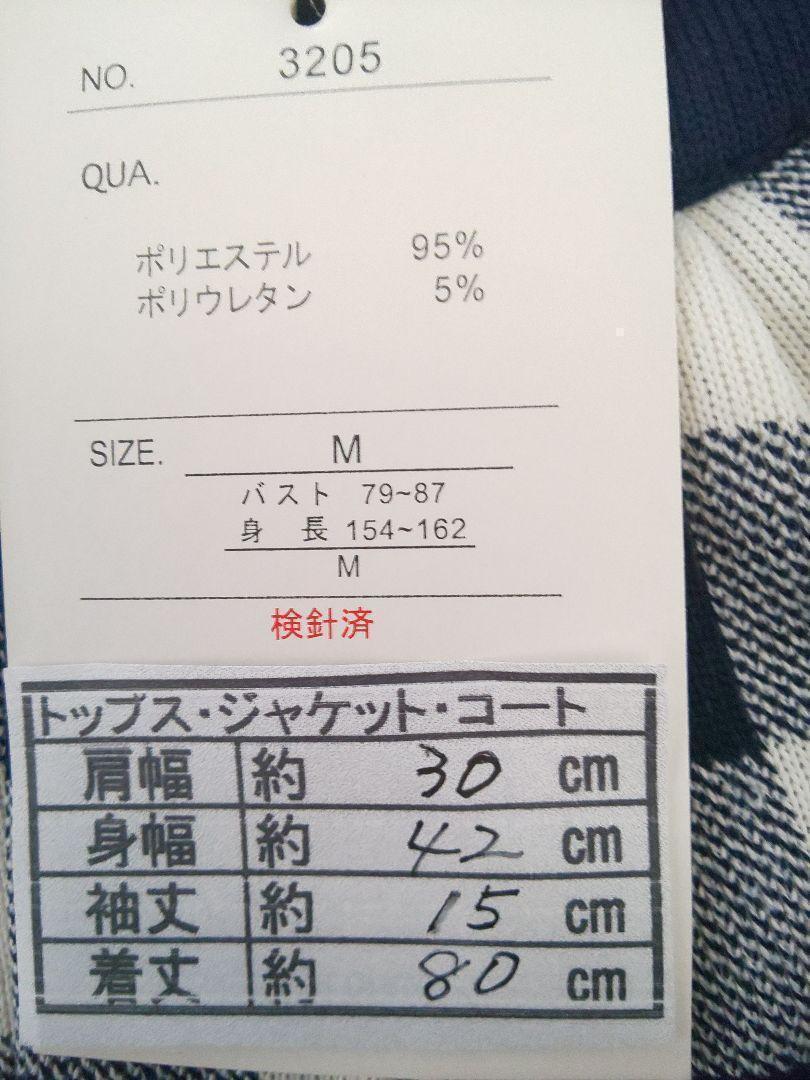 NO. 3205
QUA.
ポリエステル 95%
ポリウレタン 5%
SIZE. M
バスト 79~87
身長 154~162
M
検針済
トップス・ジャケット・コート
肩幅 約 30 cm
身幅 約 42 cm
袖丈 約 15 cm
着丈 約 80 cm